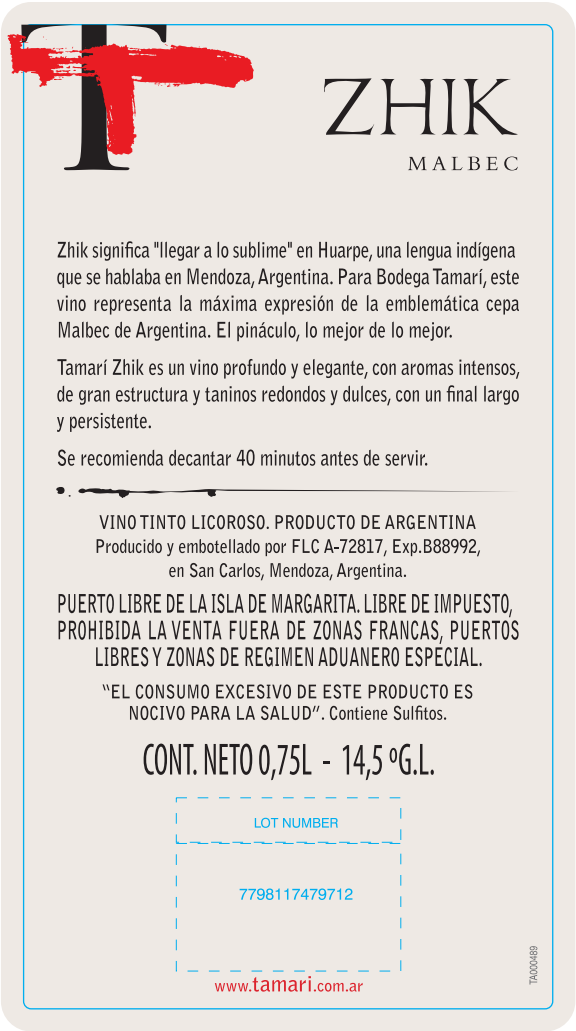 T
ZHIK
MALBEC
Zhik significa "llegar a lo sublime" en Huarpe, una lengua indígena
que se hablaba en Mendoza, Argentina. Para Bodega Tamarí, este
vino representa la máxima expresión de la emblemática cepa
Malbec de Argentina. El pináculo, lo mejor de lo mejor.
Tamarí Zhik es un vino profundo y elegante, con aromas intensos,
de gran estructura y taninos redondos y dulces, con un final largo
y persistente.
Se recomienda decantar 40 minutos antes de servir.
VINO TINTO LICOROSO. PRODUCTO DE ARGENTINA
Producido y embotellado por FLC A-72817, Exp.B88992,
en San Carlos, Mendoza, Argentina.
PUERTO LIBRE DE LA ISLA DE MARGARITA. LIBRE DE IMPUESTO,
PROHIBIDA LA VENTA FUERA DE ZONAS FRANCAS, PUERTOS
LIBRES Y ZONAS DE REGIMEN ADUANERO ESPECIAL.
“EL CONSUMO EXCESIVO DE ESTE PRODUCTO ES
NOCIVO PARA LA SALUD”. Contiene Sulfitos.
CONT. NETO 0,75L - 14,5 ºG.L.
LOT NUMBER
7798117479712
www.tamari.com.ar
TA000489